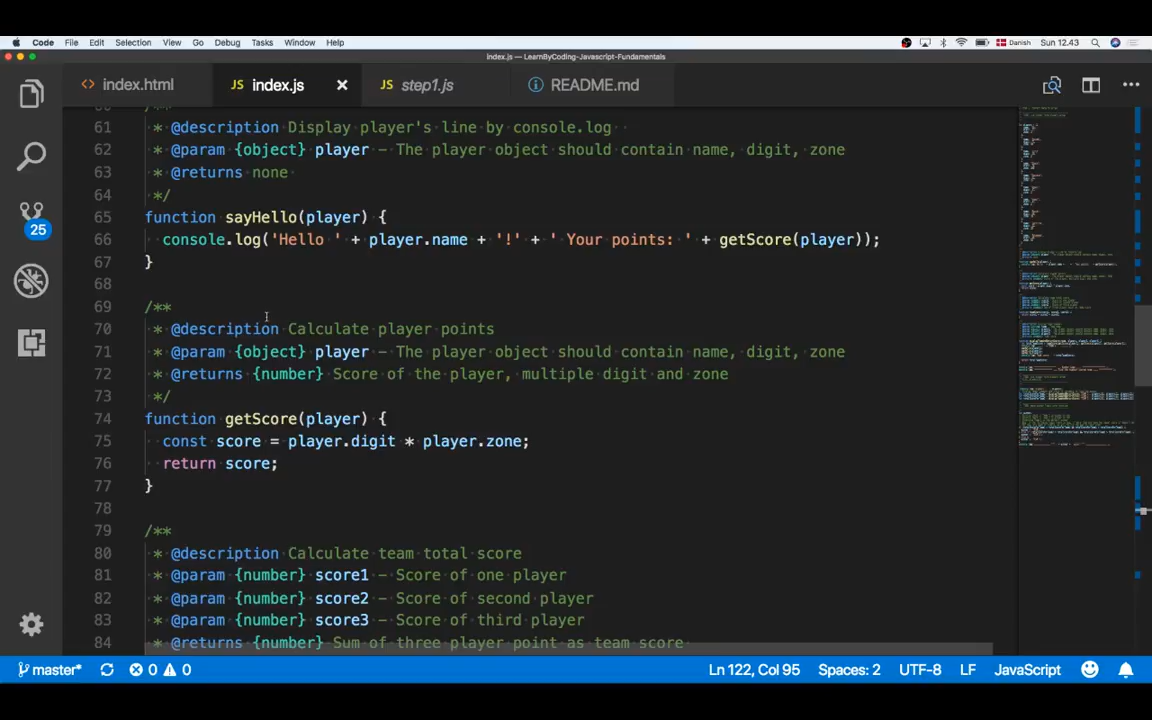 Code File Edit Selection View Go Debug Tasks Window Help Danish Sun 12.43
index.js — LearnByCoding-Javascript-Fundamentals
index.html JS index.js JS step1.js README.md
61 * @description Display player's line by console.log
62 * @param {object} player - The player object should contain name, digit, zone
63 * @returns none
64 */
65 function sayHello(player) {
66 console.log('Hello ' + player.name + '!' + ' Your points: ' + getScore(player));
67 }
68
69 /**
70 * @description Calculate player points
71 * @param {object} player - The player object should contain name, digit, zone
72 * @returns {number} Score of the player, multiple digit and zone
73 */
74 function getScore(player) {
75 const score = player.digit * player.zone;
76 return score;
77 }
78
79 /**
80 * @description Calculate team total score
81 * @param {number} score1 - Score of one player
82 * @param {number} score2 - Score of second player
83 * @param {number} score3 - Score of third player
84 * @returns {number} Sum of three player point as team score
25
master* 0 0 Ln 122, Col 95 Spaces: 2 UTF-8 LF JavaScript